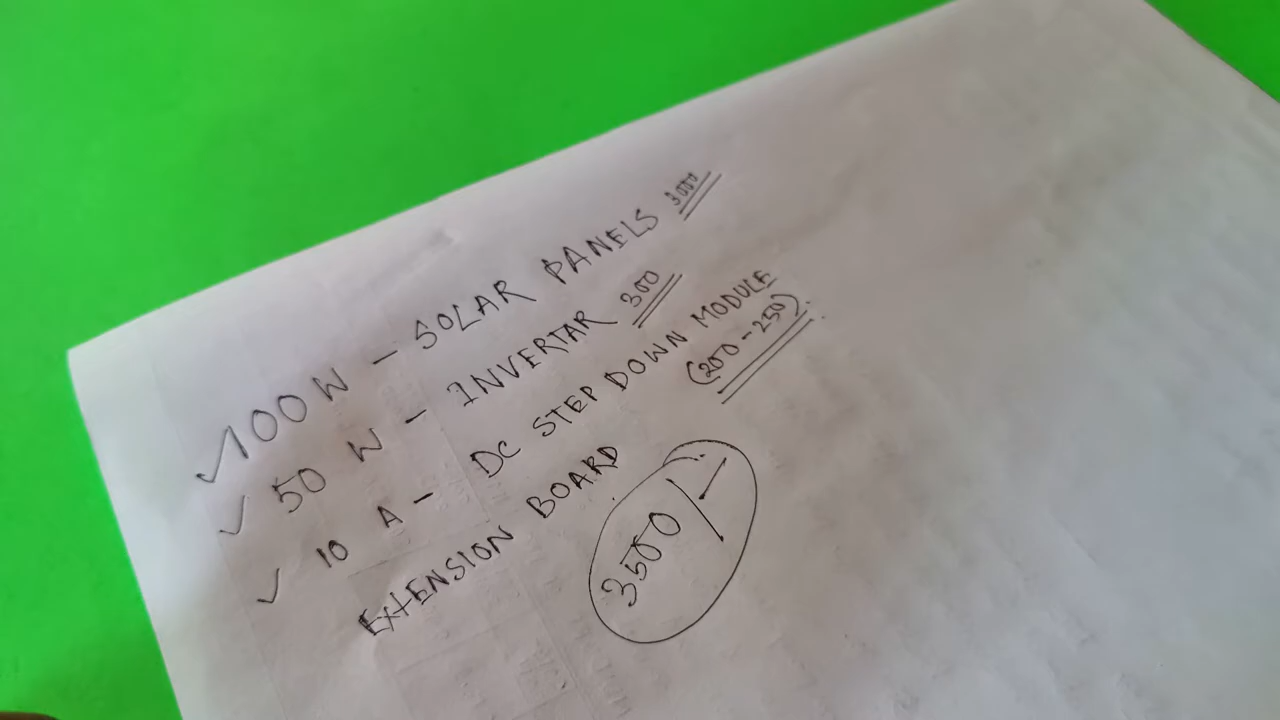 ✓ 100 W - SOLAR PANELS 3000
✓ 50 W - INVERTAR 300
✓ 10 A - DC STEP DOWN MODULE
(200 - 250)
EXTENSION BOARD
3500/-